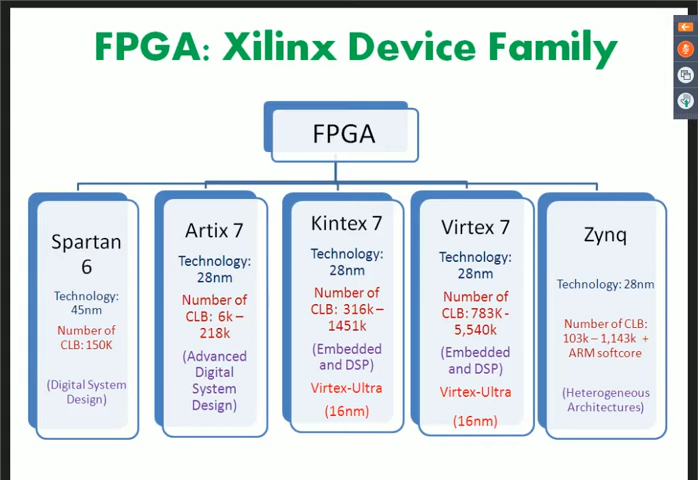 FPGA: Xilinx Device Family
FPGA
Spartan
6
Technology:
45nm
Number of
CLB: 150K
(Digital System
Design)
Artix 7
Technology:
28nm
Number of
CLB: 6k –
218k
(Advanced
Digital
System
Design)
Kintex 7
Technology:
28nm
Number of
CLB: 316k–
1451k
(Embedded
and DSP)
Virtex-Ultra
(16nm)
Virtex 7
Technology:
28nm
Number of
CLB: 783K-
5,540k
(Embedded
and DSP)
Virtex-Ultra
(16nm)
Zynq
Technology: 28nm
Number of CLB:
103k – 1,143k +
ARM softcore
(Heterogeneous
Architectures)